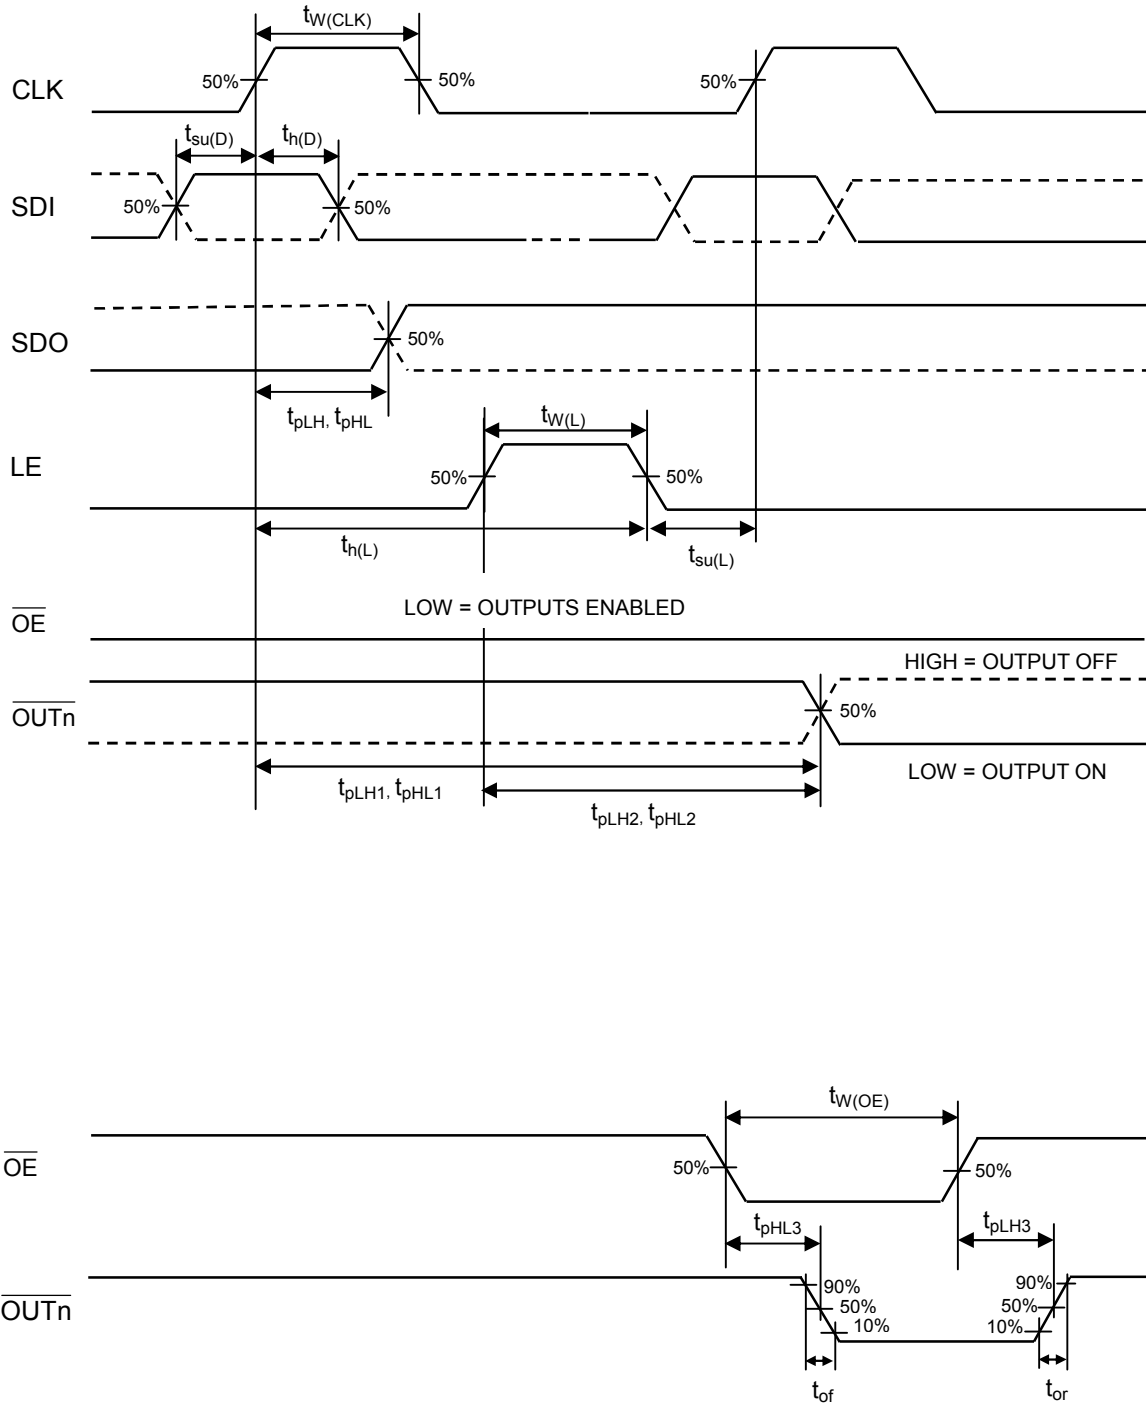 tW(CLK)
CLK
50%
50%
50%
tsu(D)
th(D)
SDI
50%
50%
SDO
50%
tpLH, tpHL
tW(L)
LE
50%
50%
th(L)
tsu(L)
OE
LOW = OUTPUTS ENABLED
HIGH = OUTPUT OFF
OUTn
50%
LOW = OUTPUT ON
tpLH1, tpHL1
tpLH2, tpHL2
tW(OE)
OE
50%
50%
tpHL3
tpLH3
OUTn
90%
50%
10%
90%
50%
10%
tof
tor